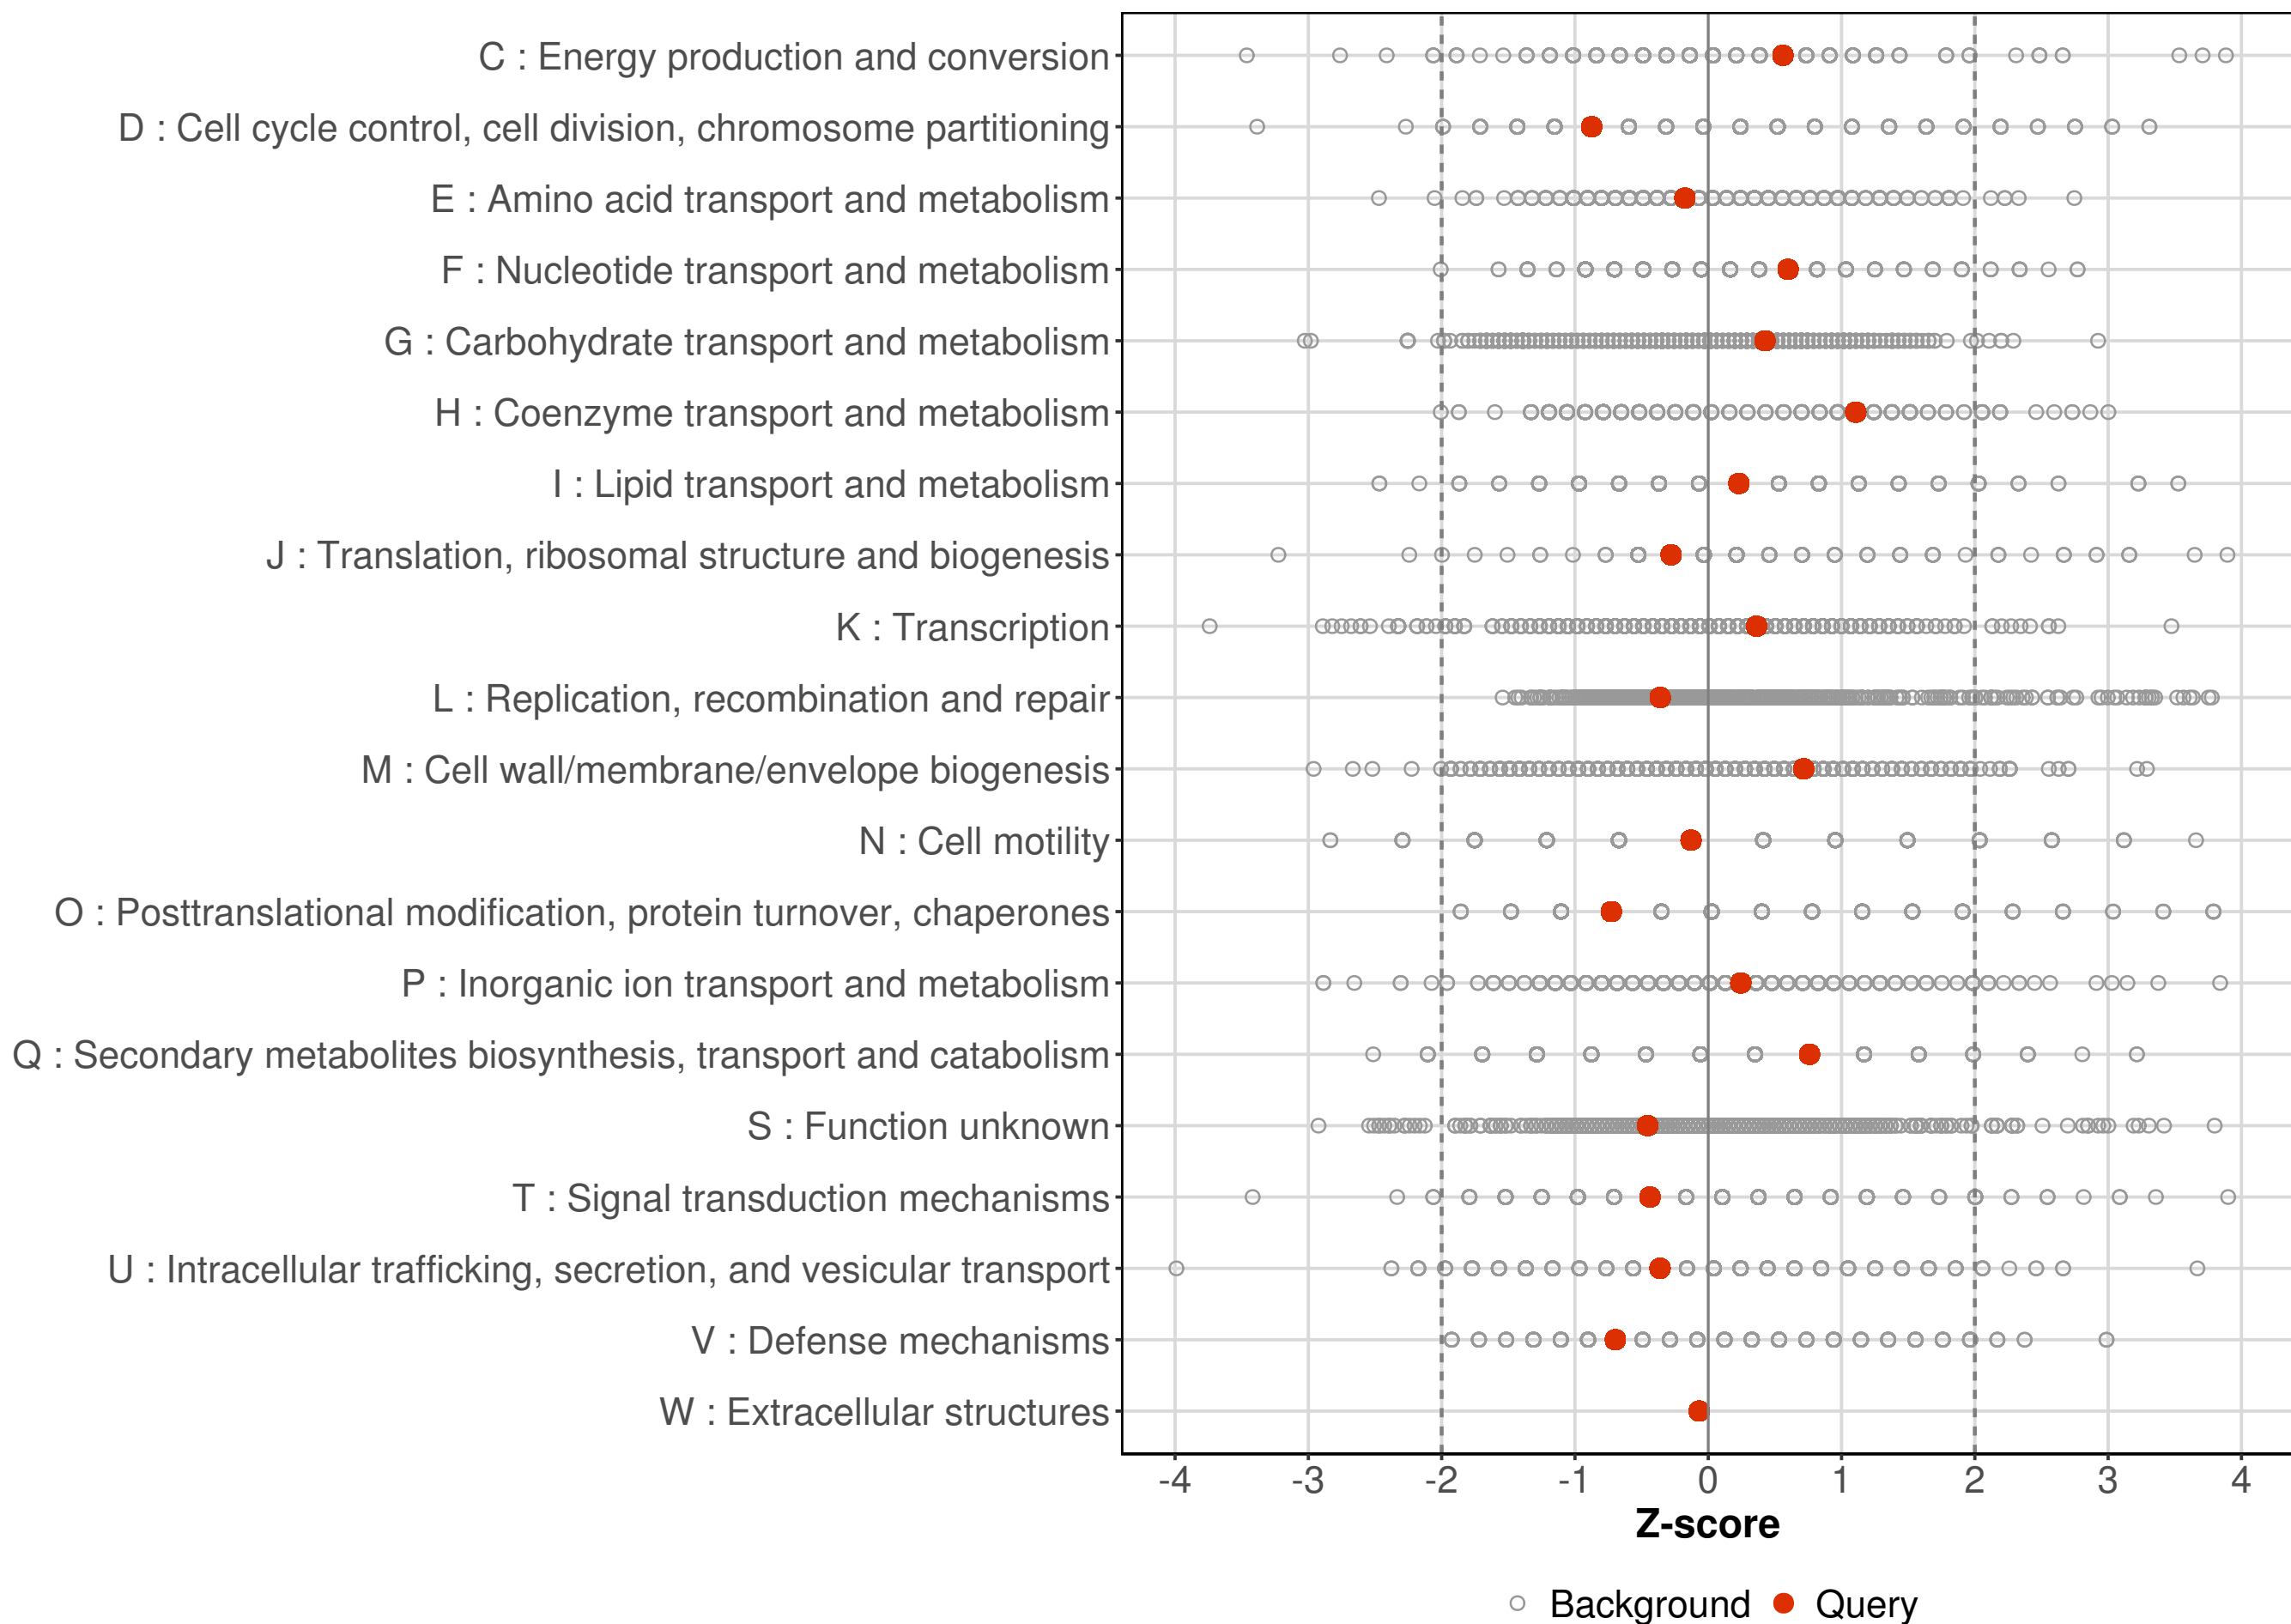 C : Energy production and conversion
D : Cell cycle control, cell division, chromosome partitioning
E : Amino acid transport and metabolism
F : Nucleotide transport and metabolism
G : Carbohydrate transport and metabolism
H : Coenzyme transport and metabolism
I : Lipid transport and metabolism
J : Translation, ribosomal structure and biogenesis
K : Transcription
L : Replication, recombination and repair
M : Cell wall/membrane/envelope biogenesis
N : Cell motility
O : Posttranslational modification, protein turnover, chaperones
P : Inorganic ion transport and metabolism
Q : Secondary metabolites biosynthesis, transport and catabolism
S : Function unknown
T : Signal transduction mechanisms
U : Intracellular trafficking, secretion, and vesicular transport
V : Defense mechanisms
W : Extracellular structures
-4 -3 -2 -1 0 1 2 3 4
Z-score
Background Query